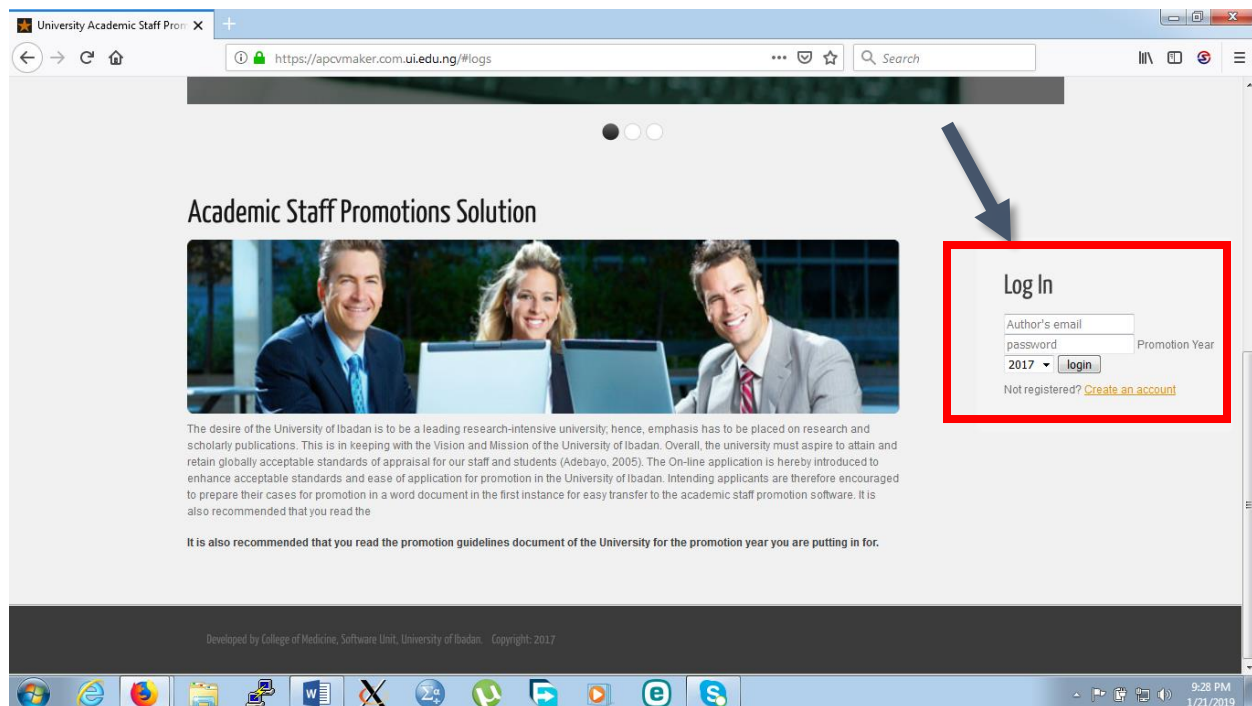 University Academic Staff Prom
https://apcvmaker.com.ui.edu.ng/#logs
Search
Academic Staff Promotions Solution
The desire of the University of Ibadan is to be a leading research-intensive university; hence, emphasis has to be placed on research and
scholarly publications. This is in keeping with the Vision and Mission of the University of Ibadan. Overall, the university must aspire to attain and
retain globally acceptable standards of appraisal for our staff and students (Adebayo, 2005). The On-line application is hereby introduced to
enhance acceptable standards and ease of application for promotion in the University of Ibadan. Intending applicants are therefore encouraged
to prepare their cases for promotion in a word document in the first instance for easy transfer to the academic staff promotion software. It is
also recommended that you read the
It is also recommended that you read the promotion guidelines document of the University for the promotion year you are putting in for.
Log In
Author's email
password Promotion Year
2017 login
Not registered? Create an account
Developed by College of Medicine, Software Unit, University of Ibadan. Copyright: 2017
9:28 PM
1/21/2019